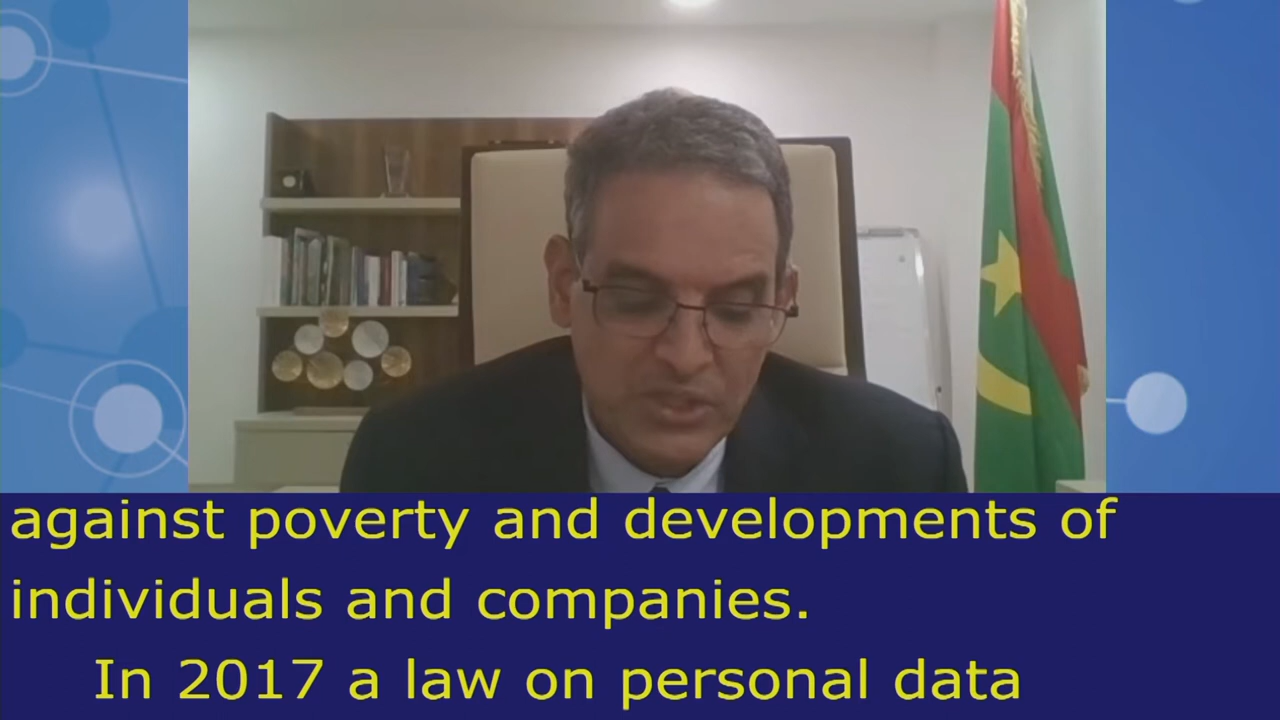 against poverty and developments of
individuals and companies.
In 2017 a law on personal data